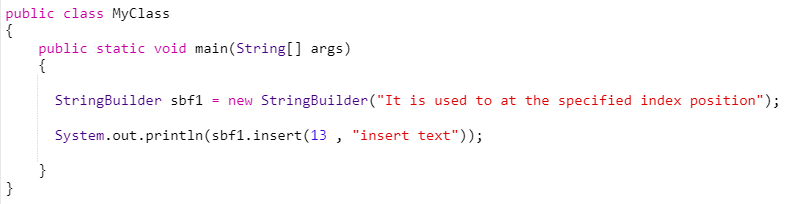 public class MyClass
{
    public static void main(String[] args)
    {
      StringBuilder sbf1 = new StringBuilder("It is used to at the specified index position");
      System.out.println(sbf1.insert(13 , "insert text"));
    }
}